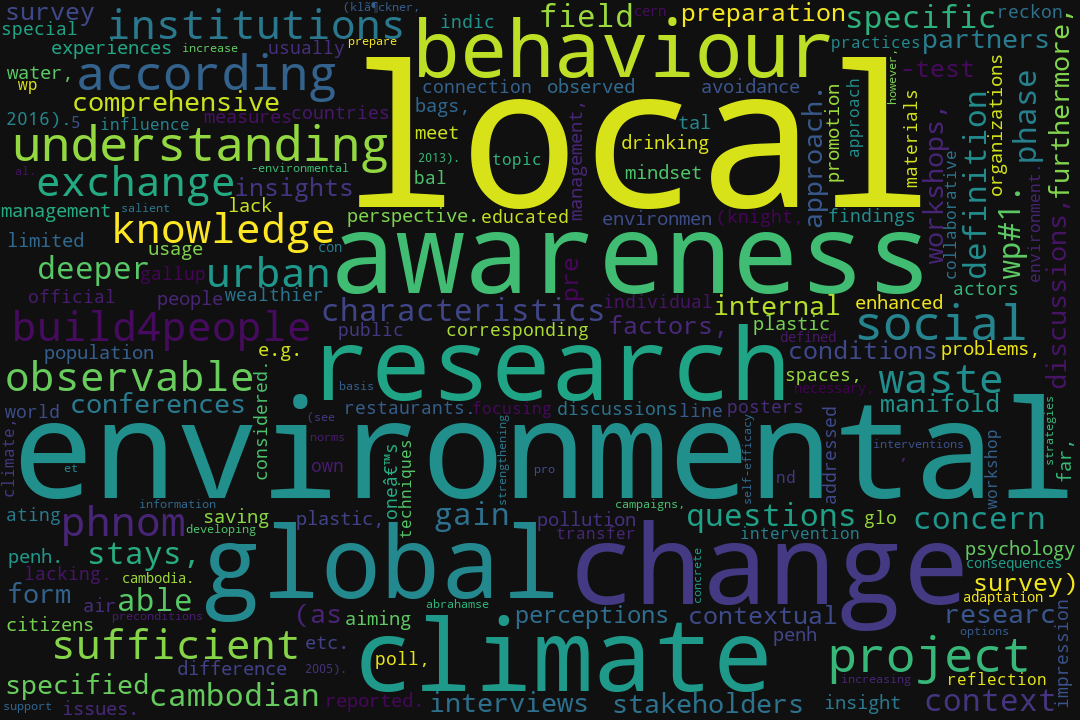 survey
institutions
(klã¶ckner,
behaviour
field
cern
preparation
specific
reckon
special
experiences
increase
usually
prepare
indic
practices
partners
water,
wp
according
local
connection
observed
avoidance
-test
however,
organizations
phase
furthermore,
comprehensive
2016).
5
influence
measures
countries
bags,
meet
tal
drinking
management,
promotion
approach.
approach
materials
workshops,
definition
collaborative
understanding
2013).
topic
-environmental
al.
exchange
insights
bal
mindset
management
salient
lack
perspective.
educated
environmen
(knight,
findings
wp#1.
environment.
discussions,
limited
knowledge
usage
con
awareness
deeper
gallup
urban
pre
actors
official
people
wealthier
characteristics
individual
internal
enhanced
build4people
public
corresponding
factors,
plastic
defined
social
population
e.g.
research
conditions
problems,
observable
considered.
basis
spaces,
necessary,
waste
world
conferences
(see
restaurants.
focusing
discussions
line
posters
manifold
climate,
environmental
norms
own
et
oneâ€™s
techniques
strengthening
pro
self-efficacy
nd
addressed
interventions
,
workshop
strategies
far,
information
ating
phnom
saving
developing
plastic,
gain
pollution
transfer
campaigns,
questions
intervention
glo
concern
penh.
stays,
global
change
concrete
psychology
consequences
lacking.
cambodia.
survey)
form
air
able
preconditions
(as
aiming
abrahamse
perceptions
contextual
adaptation
researc
citizens
sufficient
etc.
climate
penh
options
impression
difference
2005).
poll,
project
increasing
reflection
specified
cambodian
support
issues.
reported.
interviews
stakeholders
insight
context